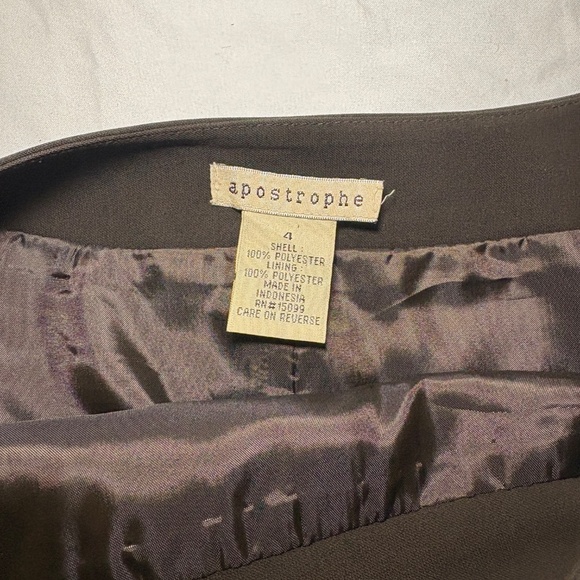 apostrophe
4
SHELL:
100% POLYESTER
LINING:
100% POLYESTER
MADE IN
INDONESIA
RN#15099
CARE ON REVERSE